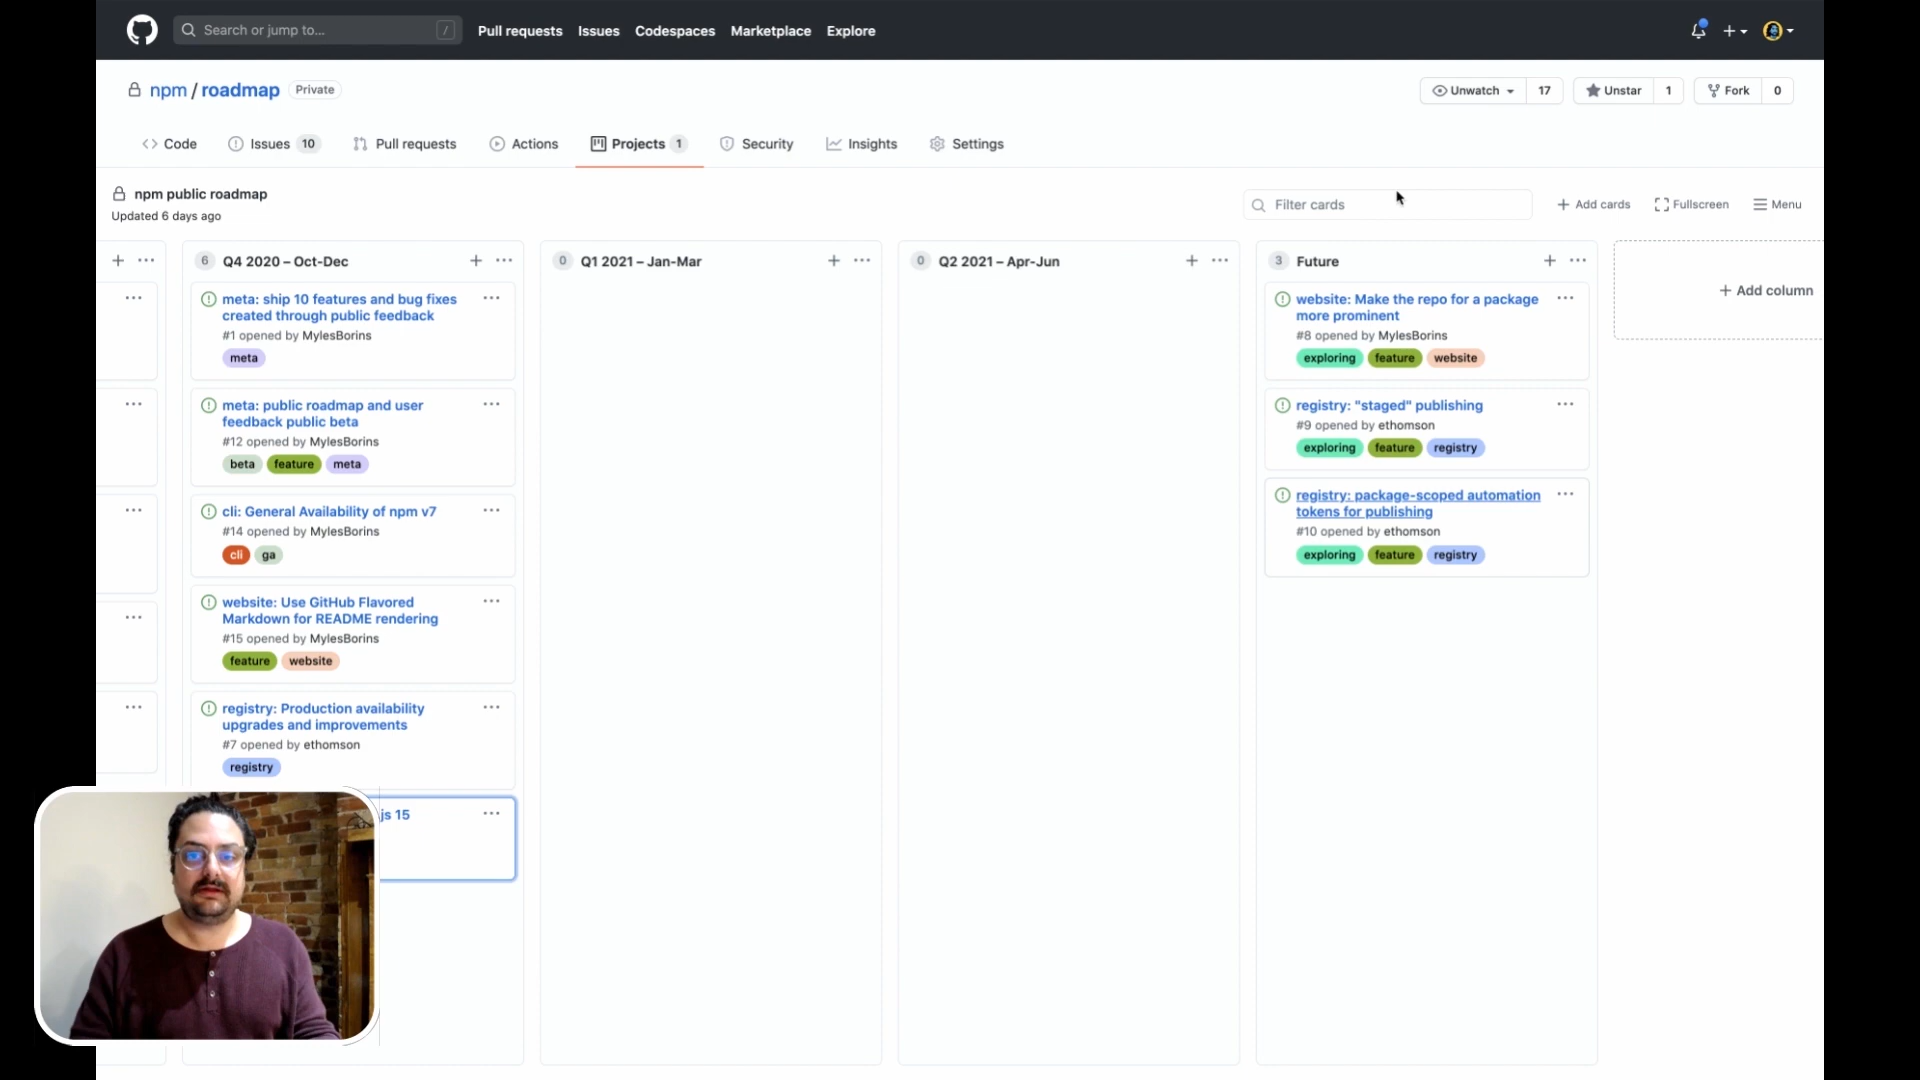 Search or jump to... /
Pull requests Issues Codespaces Marketplace Explore
npm / roadmap Private
Unwatch 17 Unstar 1 Fork 0
Code Issues 10 Pull requests Actions Projects 1 Security Insights Settings
npm public roadmap
Updated 6 days ago
Filter cards
Add cards Fullscreen Menu
6 Q4 2020 – Oct-Dec
meta: ship 10 features and bug fixes
created through public feedback
#1 opened by MylesBorins
meta
meta: public roadmap and user
feedback public beta
#12 opened by MylesBorins
beta feature meta
cli: General Availability of npm v7
#14 opened by MylesBorins
cli ga
website: Use GitHub Flavored
Markdown for README rendering
#15 opened by MylesBorins
feature website
registry: Production availability
upgrades and improvements
#7 opened by ethomson
registry
js 15
0 Q1 2021 – Jan-Mar
0 Q2 2021 – Apr-Jun
3 Future
website: Make the repo for a package
more prominent
#8 opened by MylesBorins
exploring feature website
registry: "staged" publishing
#9 opened by ethomson
exploring feature registry
registry: package-scoped automation
tokens for publishing
#10 opened by ethomson
exploring feature registry
Add column